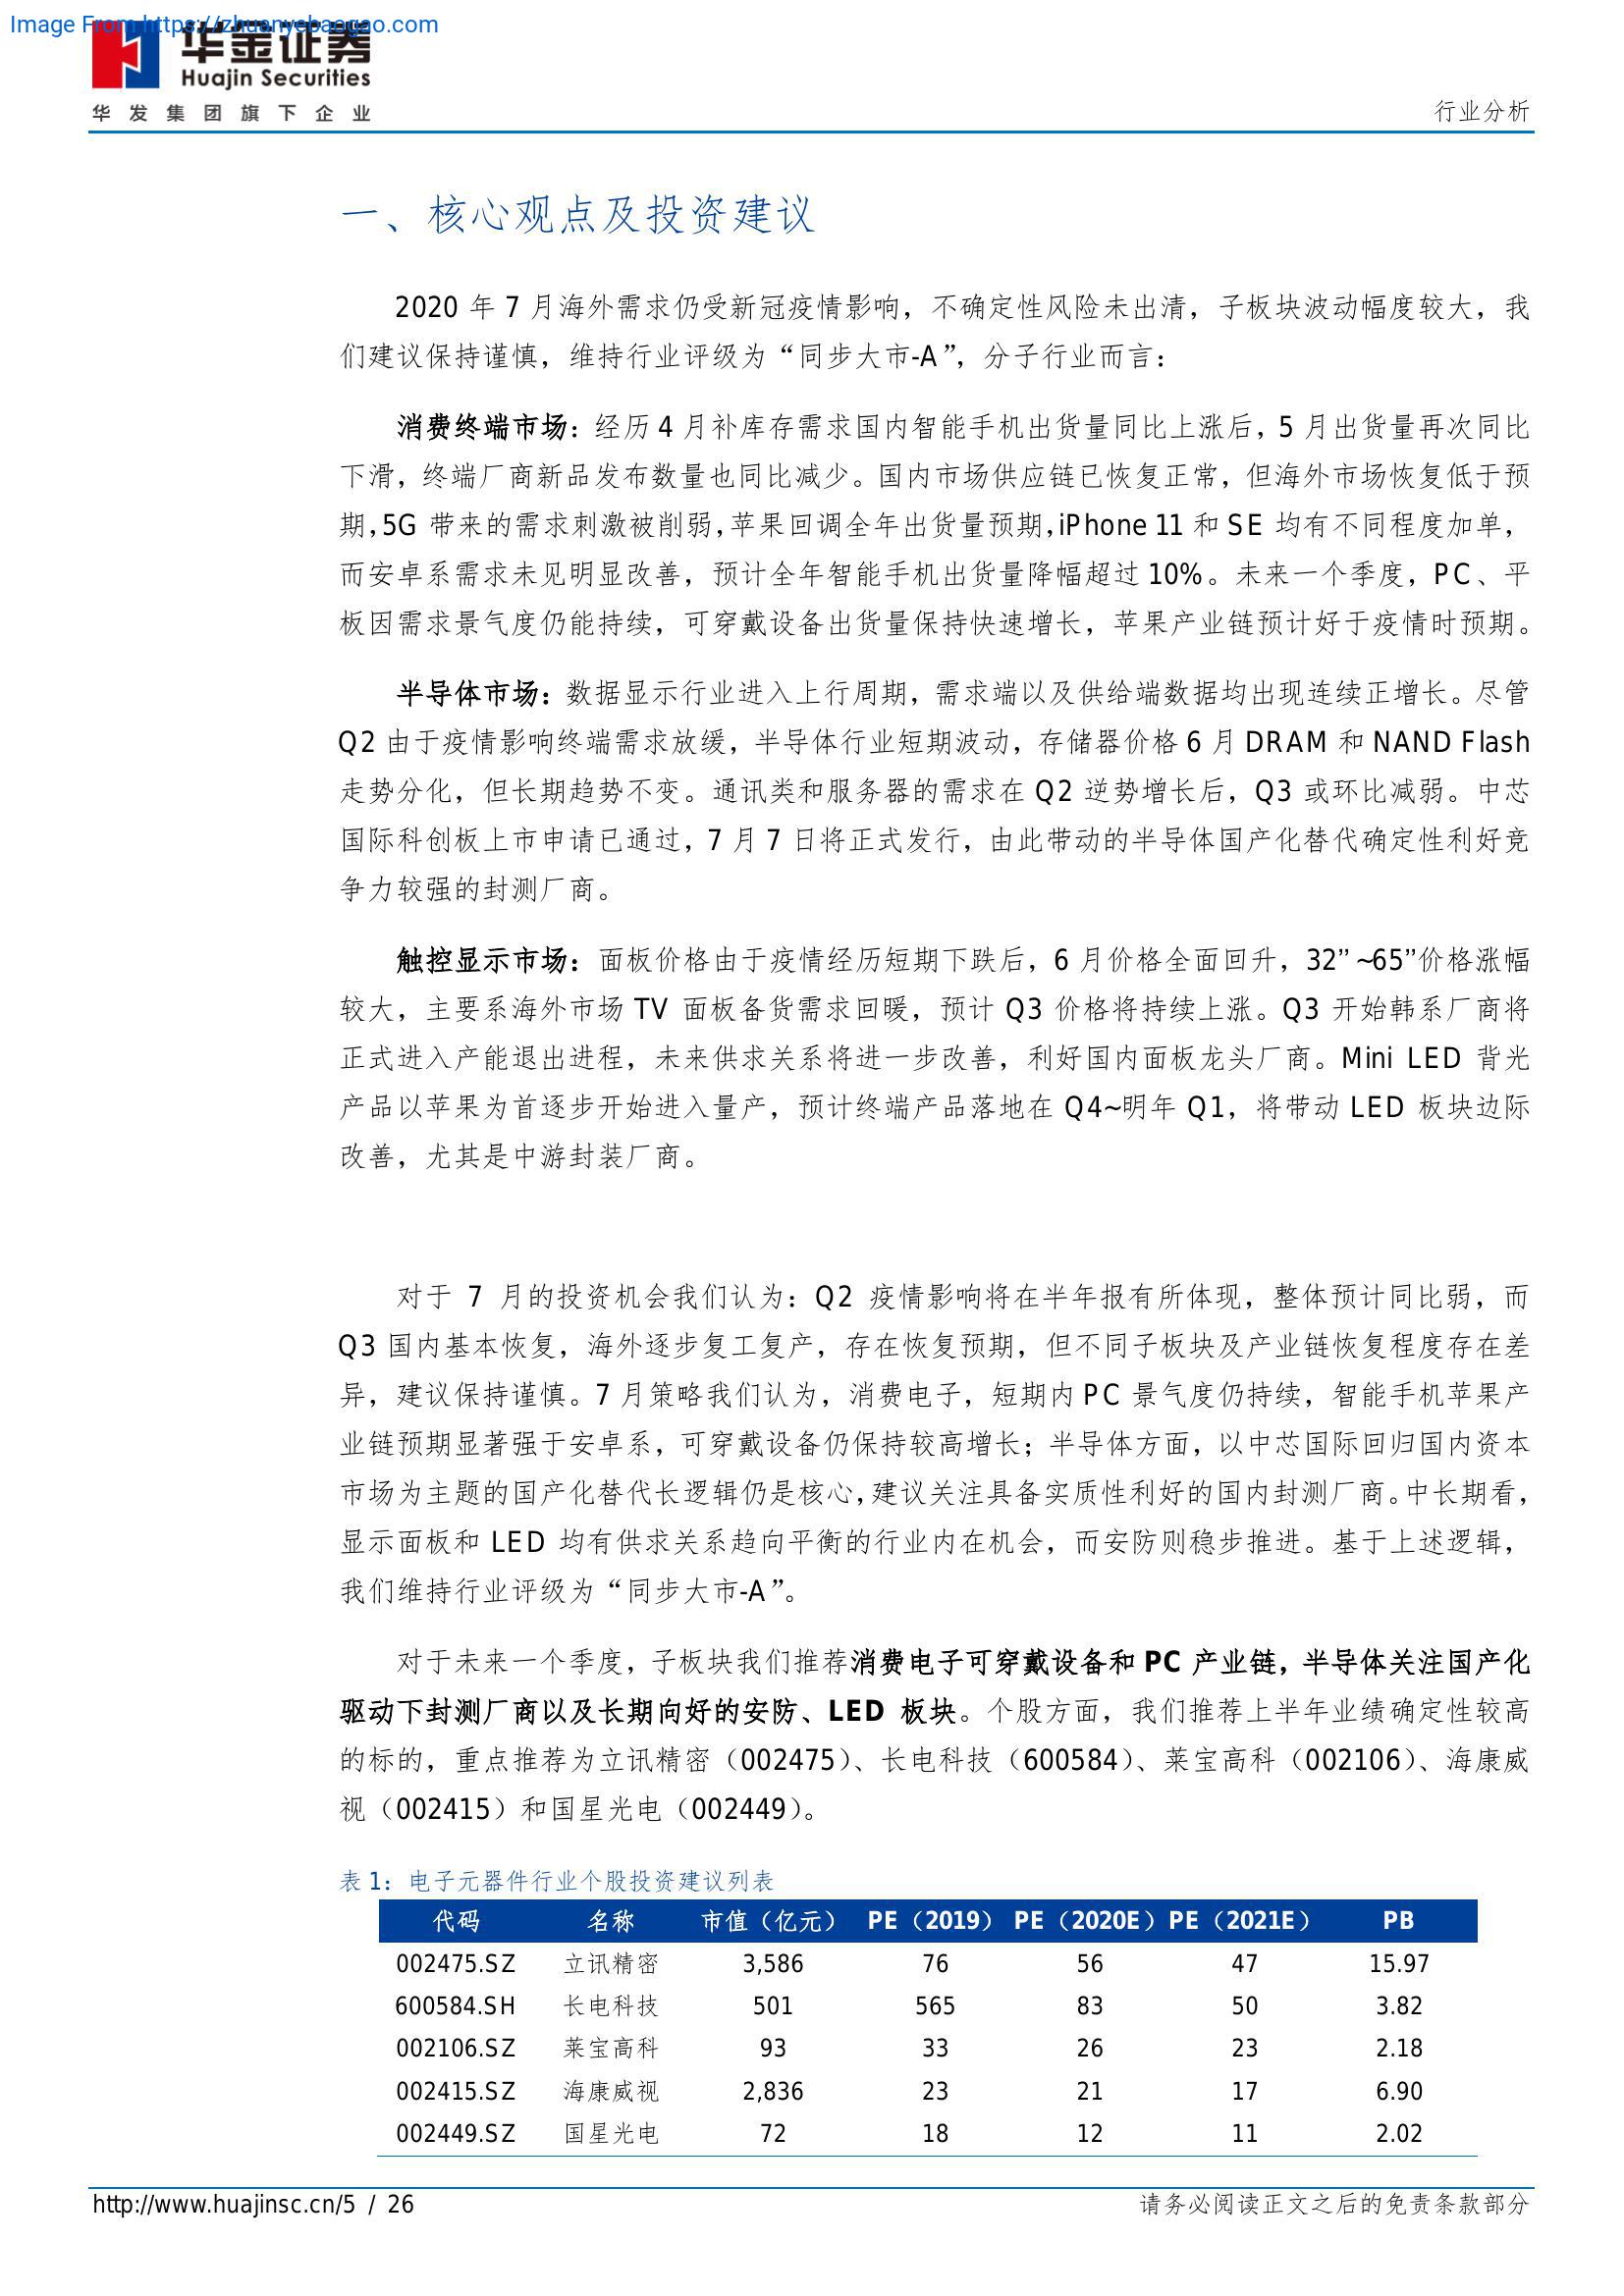 Image From https://zhuanyebaogao.com
华金证券
Huajin Securities
华发集团旗下企业
行业分析
一、核心观点及投资建议
2020 年 7 月海外需求仍受新冠疫情影响，不确定性风险未出清，子板块波动幅度较大，我
们建议保持谨慎，维持行业评级为“同步大市-A”，分子行业而言：
消费终端市场：经历 4 月补库存需求国内智能手机出货量同比上涨后，5 月出货量再次同比
下滑，终端厂商新品发布数量也同比减少。国内市场供应链已恢复正常，但海外市场恢复低于预
期，5G 带来的需求刺激被削弱，苹果回调全年出货量预期，iPhone 11 和 SE 均有不同程度加单，
而安卓系需求未见明显改善，预计全年智能手机出货量降幅超过 10%。未来一个季度，PC、平
板因需求景气度仍能持续，可穿戴设备出货量保持快速增长，苹果产业链预计好于疫情时预期。
半导体市场：数据显示行业进入上行周期，需求端以及供给端数据均出现连续正增长。尽管
Q2 由于疫情影响终端需求放缓，半导体行业短期波动，存储器价格 6 月 DRAM 和 NAND Flash
走势分化，但长期趋势不变。通讯类和服务器的需求在 Q2 逆势增长后，Q3 或环比减弱。中芯
国际科创板上市申请已通过，7 月 7 日将正式发行，由此带动的半导体国产化替代确定性利好竞
争力较强的封测厂商。
触控显示市场：面板价格由于疫情经历短期下跌后，6 月价格全面回升，32”~65”价格涨幅
较大，主要系海外市场 TV 面板备货需求回暖，预计 Q3 价格将持续上涨。Q3 开始韩系厂商将
正式进入产能退出进程，未来供求关系将进一步改善，利好国内面板龙头厂商。Mini LED 背光
产品以苹果为首逐步开始进入量产，预计终端产品落地在 Q4~明年 Q1，将带动 LED 板块边际
改善，尤其是中游封装厂商。
对于 7 月的投资机会我们认为：Q2 疫情影响将在半年报有所体现，整体预计同比弱，而
Q3 国内基本恢复，海外逐步复工复产，存在恢复预期，但不同子板块及产业链恢复程度存在差
异，建议保持谨慎。7 月策略我们认为，消费电子，短期内 PC 景气度仍持续，智能手机苹果产
业链预期显著强于安卓系，可穿戴设备仍保持较高增长；半导体方面，以中芯国际回归国内资本
市场为主题的国产化替代长逻辑仍是核心，建议关注具备实质性利好的国内封测厂商。中长期看，
显示面板和 LED 均有供求关系趋向平衡的行业内在机会，而安防则稳步推进。基于上述逻辑，
我们维持行业评级为“同步大市-A”。
对于未来一个季度，子板块我们推荐消费电子可穿戴设备和 PC 产业链，半导体关注国产化
驱动下封测厂商以及长期向好的安防、LED 板块。个股方面，我们推荐上半年业绩确定性较高
的标的，重点推荐为立讯精密（002475）、长电科技（600584）、莱宝高科（002106）、海康威
视（002415）和国星光电（002449）。
表 1：电子元器件行业个股投资建议列表
代码 名称 市值（亿元） PE（2019） PE（2020E） PE（2021E） PB
002475.SZ 立讯精密 3,586 76 56 47 15.97
600584.SH 长电科技 501 565 83 50 3.82
002106.SZ 莱宝高科 93 33 26 23 2.18
002415.SZ 海康威视 2,836 23 21 17 6.90
002449.SZ 国星光电 72 18 12 11 2.02
http://www.huajinsc.cn/5 / 26 请务必阅读正文之后的免责条款部分